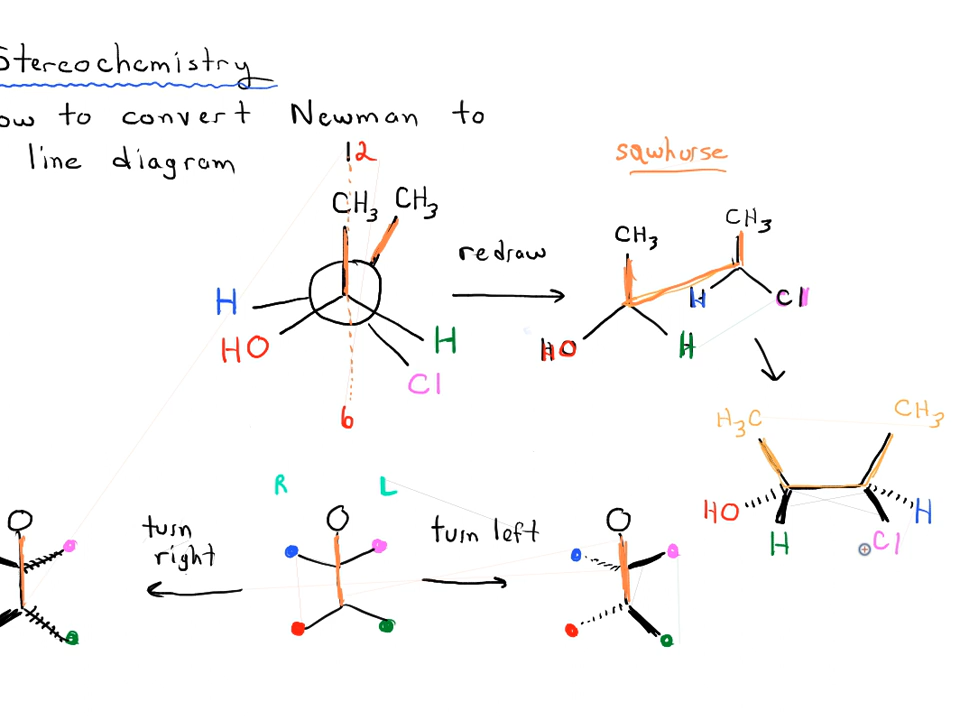 Stereochemistry
ow to convert Newman to
line diagram
12
CH3 CH3
H
HO
H
Cl
6
redraw
sawhorse
CH3
CH3
H
Cl
HO
H
H3C
CH3
HO
H
H
Cl
R
L
turn
right
turn left